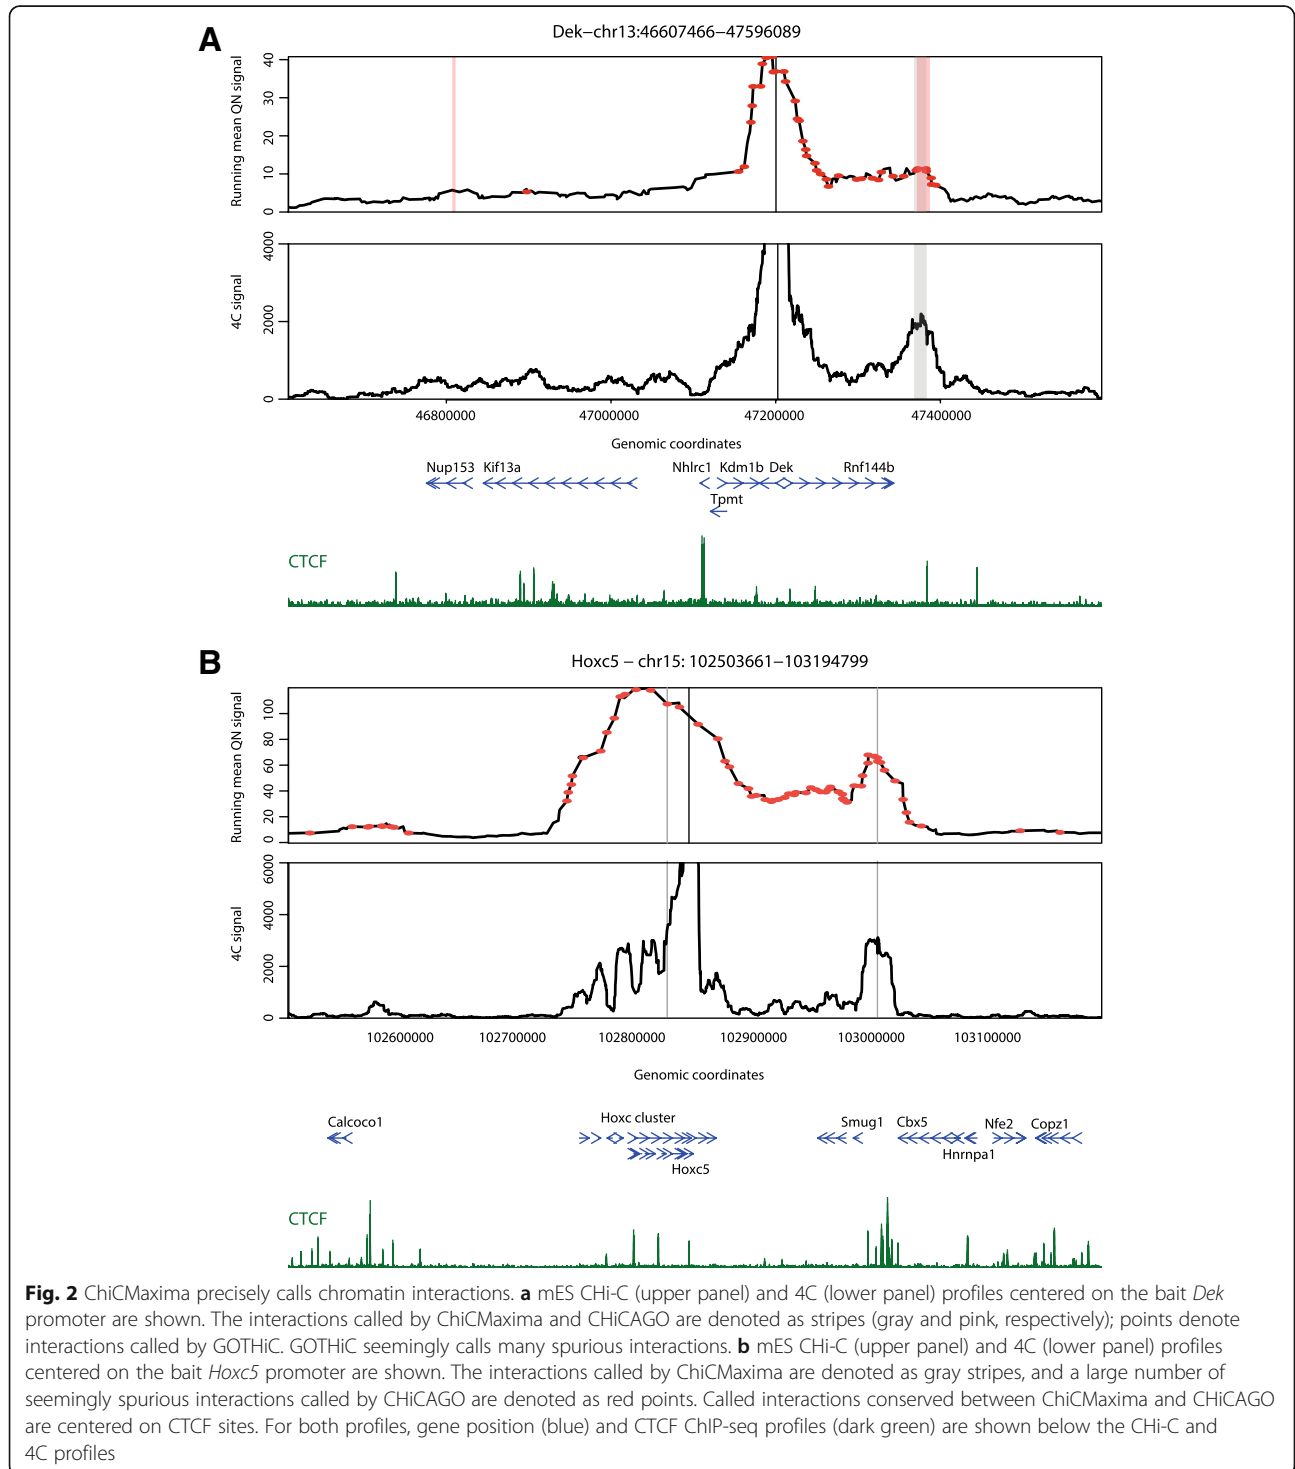 A
Dek−chr13:46607466−47596089
Running mean QN signal
40
30
20
10
0
4C signal
4000
2000
0
46800000 47000000 47200000 47400000
Genomic coordinates
Nup153 Kif13a Nhlrc1 Kdm1b Dek Rnf144b
Tpmt
CTCF
B
Hoxc5 − chr15: 102503661−103194799
Running mean QN signal
100
80
60
40
20
0
4C signal
6000
4000
2000
0
102600000 102700000 102800000 102900000 103000000 103100000
Genomic coordinates
Hoxc cluster
Calcoco1 Smug1 Cbx5 Nfe2 Copz1
Hnrnpa1
Hoxc5
CTCF
Fig. 2 ChiCMaxima precisely calls chromatin interactions. a mES CHi-C (upper panel) and 4C (lower panel) profiles centered on the bait Dek
promoter are shown. The interactions called by ChiCMaxima and CHiCAGO are denoted as stripes (gray and pink, respectively); points denote
interactions called by GOTHiC. GOTHiC seemingly calls many spurious interactions. b mES CHi-C (upper panel) and 4C (lower panel) profiles
centered on the bait Hoxc5 promoter are shown. The interactions called by ChiCMaxima are denoted as gray stripes, and a large number of
seemingly spurious interactions called by CHiCAGO are denoted as red points. Called interactions conserved between ChiCMaxima and CHiCAGO
are centered on CTCF sites. For both profiles, gene position (blue) and CTCF ChIP-seq profiles (dark green) are shown below the CHi-C and
4C profiles